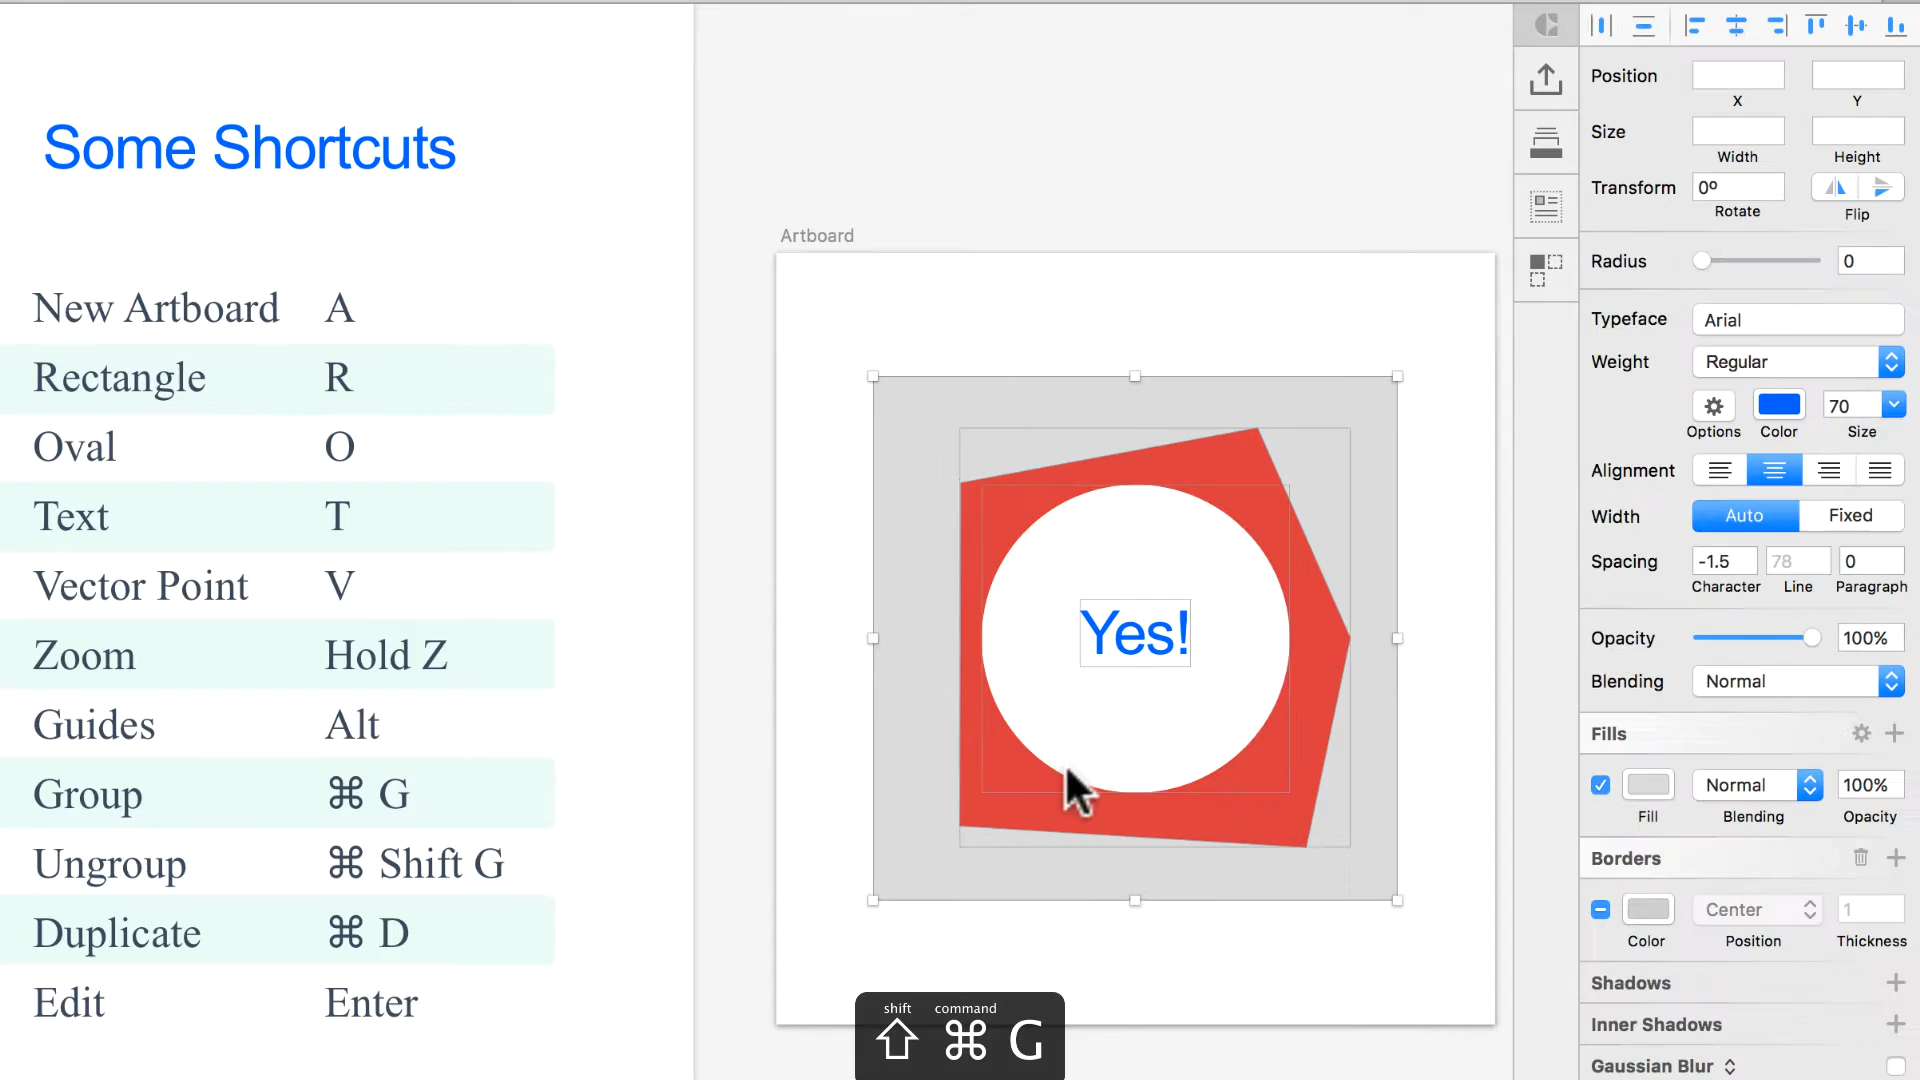 Some Shortcuts
New Artboard A
Rectangle R
Oval O
Text T
Vector Point V
Zoom Hold Z
Guides Alt
Group ⌘ G
Ungroup ⌘ Shift G
Duplicate ⌘ D
Edit Enter
Artboard
Yes!
shift command
⇧ ⌘ G
Position
X Y
Size
Width Height
Transform 0º
Rotate Flip
Radius 0
Typeface Arial
Weight Regular
70
Options Color Size
Alignment
Width Auto Fixed
Spacing -1.5 78 0
Character Line Paragraph
Opacity 100%
Blending Normal
Fills
Normal 100%
Fill Blending Opacity
Borders
Center 1
Color Position Thickness
Shadows
Inner Shadows
Gaussian Blur